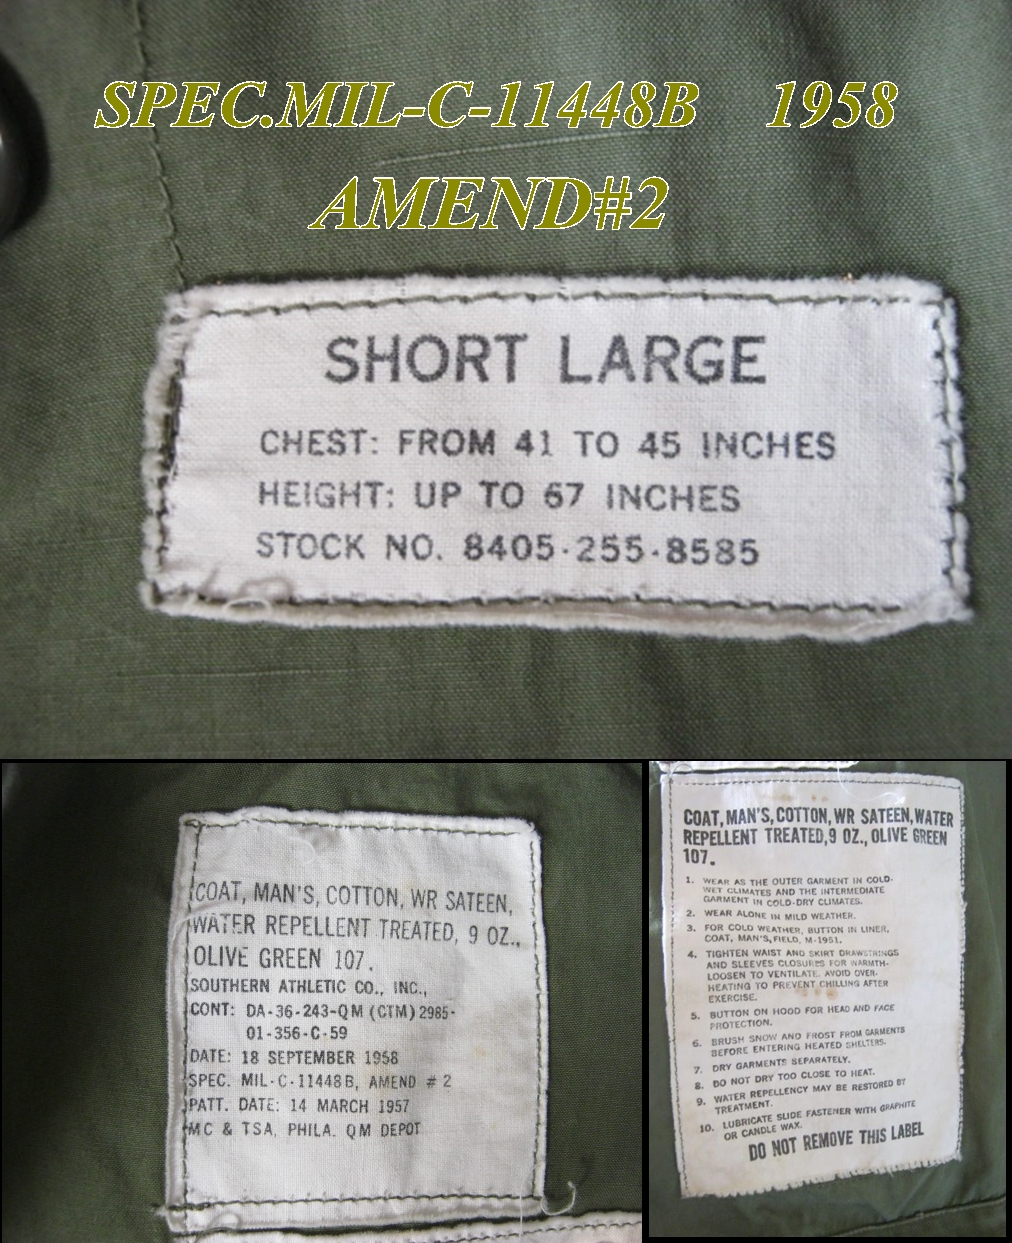 SPEC.MIL-C-11448B 1958
AMEND#2
SHORT LARGE
CHEST: FROM 41 TO 45 INCHES
HEIGHT: UP TO 67 INCHES
STOCK NO. 8405-255-8585
COAT, MAN'S, COTTON, WR SATEEN,
WATER REPELLENT TREATED, 9 OZ.,
OLIVE GREEN 107.
SOUTHERN ATHLETIC CO., INC.,
CONT: DA-36-243-QM (CTM) 2985-
01-356-C-59
DATE: 18 SEPTEMBER 1958
SPEC. MIL-C-11448B, AMEND # 2
PATT. DATE: 14 MARCH 1957
MC & TSA, PHILA. QM DEPOT
COAT, MAN'S, COTTON, WR SATEEN, WATER
REPELLENT TREATED, 9 OZ., OLIVE GREEN
107.
1. WEAR AS THE OUTER GARMENT IN COLD-
WET CLIMATES AND THE INTERMEDIATE
GARMENT IN COLD-DRY CLIMATES.
2. WEAR ALONE IN MILD WEATHER.
3. FOR COLD WEATHER, BUTTON IN LINER,
COAT, MAN'S, FIELD, M-1951.
4. TIGHTEN WAIST AND SKIRT DRAWSTRINGS
AND SLEEVES CLOSURES FOR WARMTH-
LOOSEN TO VENTILATE. AVOID OVER-
HEATING TO PREVENT CHILLING AFTER
EXERCISE.
5. BUTTON ON HOOD FOR HEAD AND FACE
PROTECTION.
6. BRUSH SNOW AND FROST FROM GARMENTS
BEFORE ENTERING HEATED SHELTERS.
7. DRY GARMENTS SEPARATELY.
8. DO NOT DRY TOO CLOSE TO HEAT.
9. WATER REPELLENCY MAY BE RESTORED BY
TREATMENT.
10. LUBRICATE SLIDE FASTENER WITH GRAPHITE
OR CANDLE WAX.
DO NOT REMOVE THIS LABEL